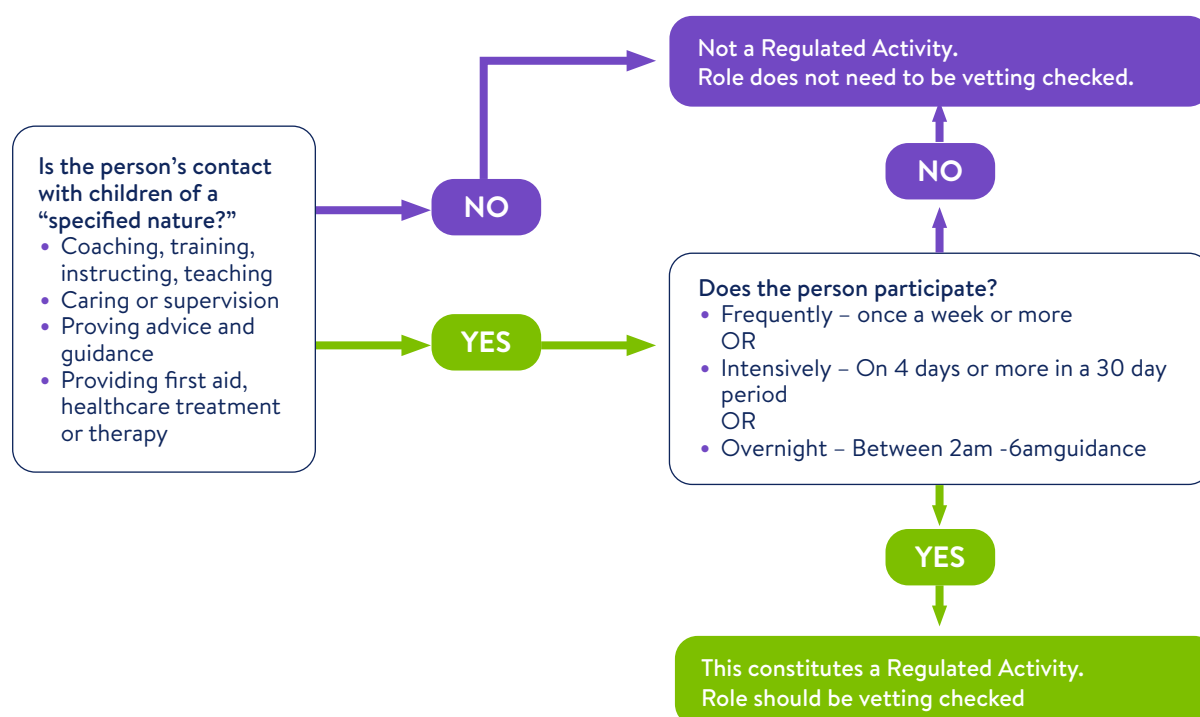 Is the person’s contact
with children of a
“specified nature?”
• Coaching, training,
instructing, teaching
• Caring or supervision
• Proving advice and
guidance
• Providing first aid,
healthcare treatment
or therapy
NO
YES
Not a Regulated Activity.
Role does not need to be vetting checked.
NO
Does the person participate?
• Frequently – once a week or more
OR
• Intensively – On 4 days or more in a 30 day
period
OR
• Overnight – Between 2am -6amguidance
YES
This constitutes a Regulated Activity.
Role should be vetting checked